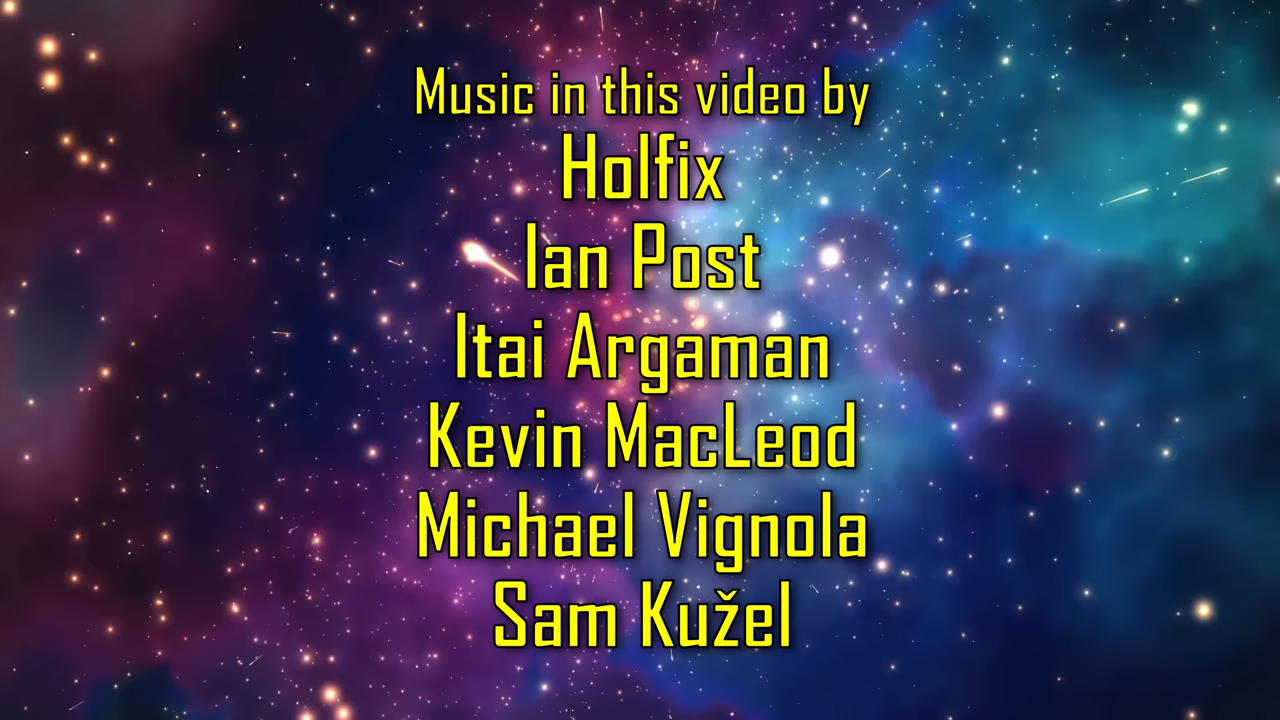 Music in this video by
Holfix
Ian Post
Itai Argaman
Kevin MacLeod
Michael Vignola
Sam Kužel